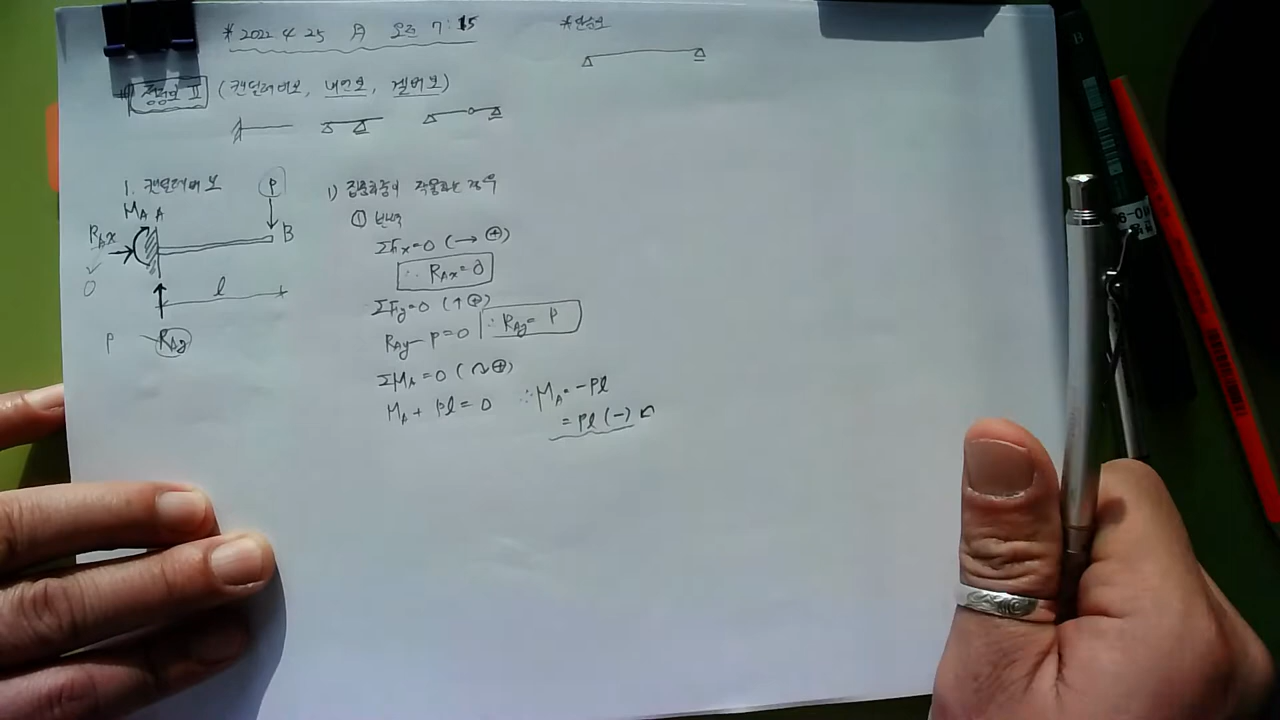 * 2022 4 25 月 오후 7:15
* 단순보
정정보 II (캔틸레버보, 내민보, 겔버보)
1. 캔틸레버보
P
M_A A
B
R_Ax
0
l
P
R_Ay
1) 집중하중이 작용하는 경우
① 반력
ΣF_x=0 (→ ⊕)
∴ R_Ax=0
ΣF_y=0 (↑ ⊕)
R_Ay-P=0 ∴ R_Ay= P
ΣM_A=0 (↷ ⊕)
M_A + Pl = 0 ∴ M_A=-Pl
= Pl (-) ↶